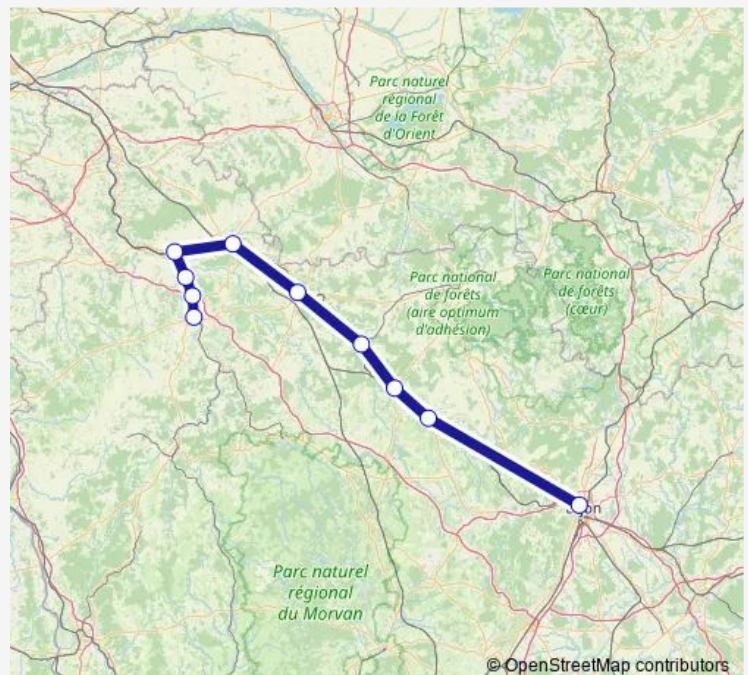 Parc naturel
régional
de la Forêt
d'Orient
Parc national
de forêts
(aire optimum
d'adhésion)
Parc national
de forêts
(cœur)
Parc naturel
régional
du Morvan
© OpenStreetMap contributors